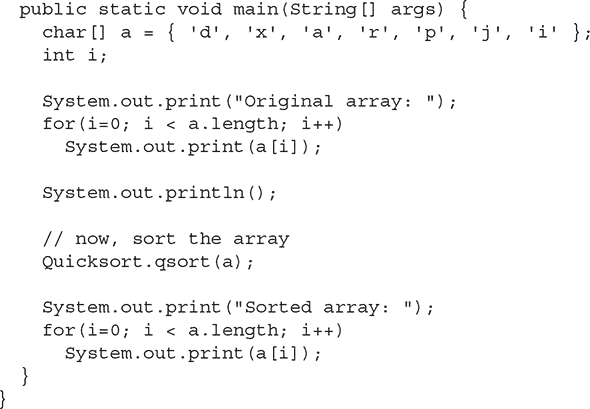 public static void main(String[] args) {
    char[] a = { 'd', 'x', 'a', 'r', 'p', 'j', 'i' };
    int i;

    System.out.print("Original array: ");
    for(i=0; i < a.length; i++)
      System.out.print(a[i]);

    System.out.println();

    // now, sort the array
    Quicksort.qsort(a);

    System.out.print("Sorted array: ");
    for(i=0; i < a.length; i++)
      System.out.print(a[i]);
  }
}